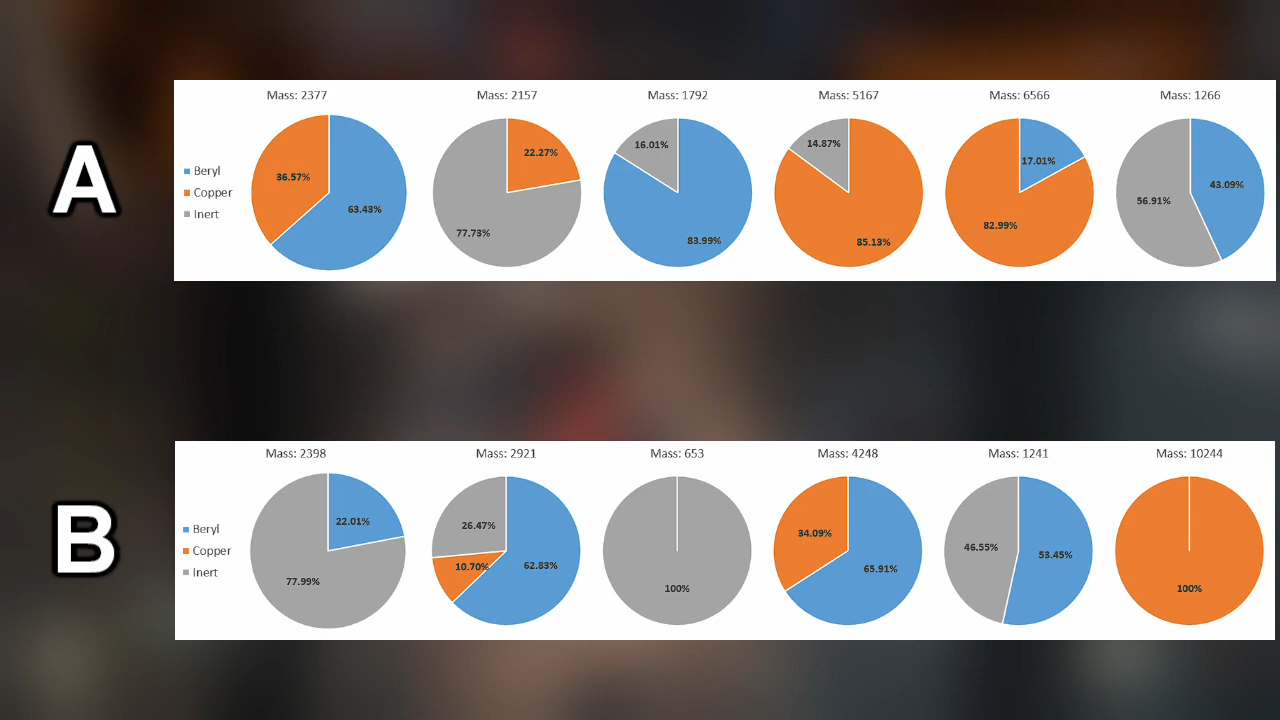 A
Mass: 2377
Mass: 2157
Mass: 1792
Mass: 5167
Mass: 6566
Mass: 1266
Beryl
Copper
Inert
36.57%
63.43%
22.27%
77.73%
16.01%
83.99%
14.87%
85.13%
17.01%
82.99%
43.09%
56.91%
B
Mass: 2398
Mass: 2921
Mass: 653
Mass: 4248
Mass: 1241
Mass: 10244
Beryl
Copper
Inert
22.01%
77.99%
26.47%
10.70%
62.83%
100%
34.09%
65.91%
46.55%
53.45%
100%